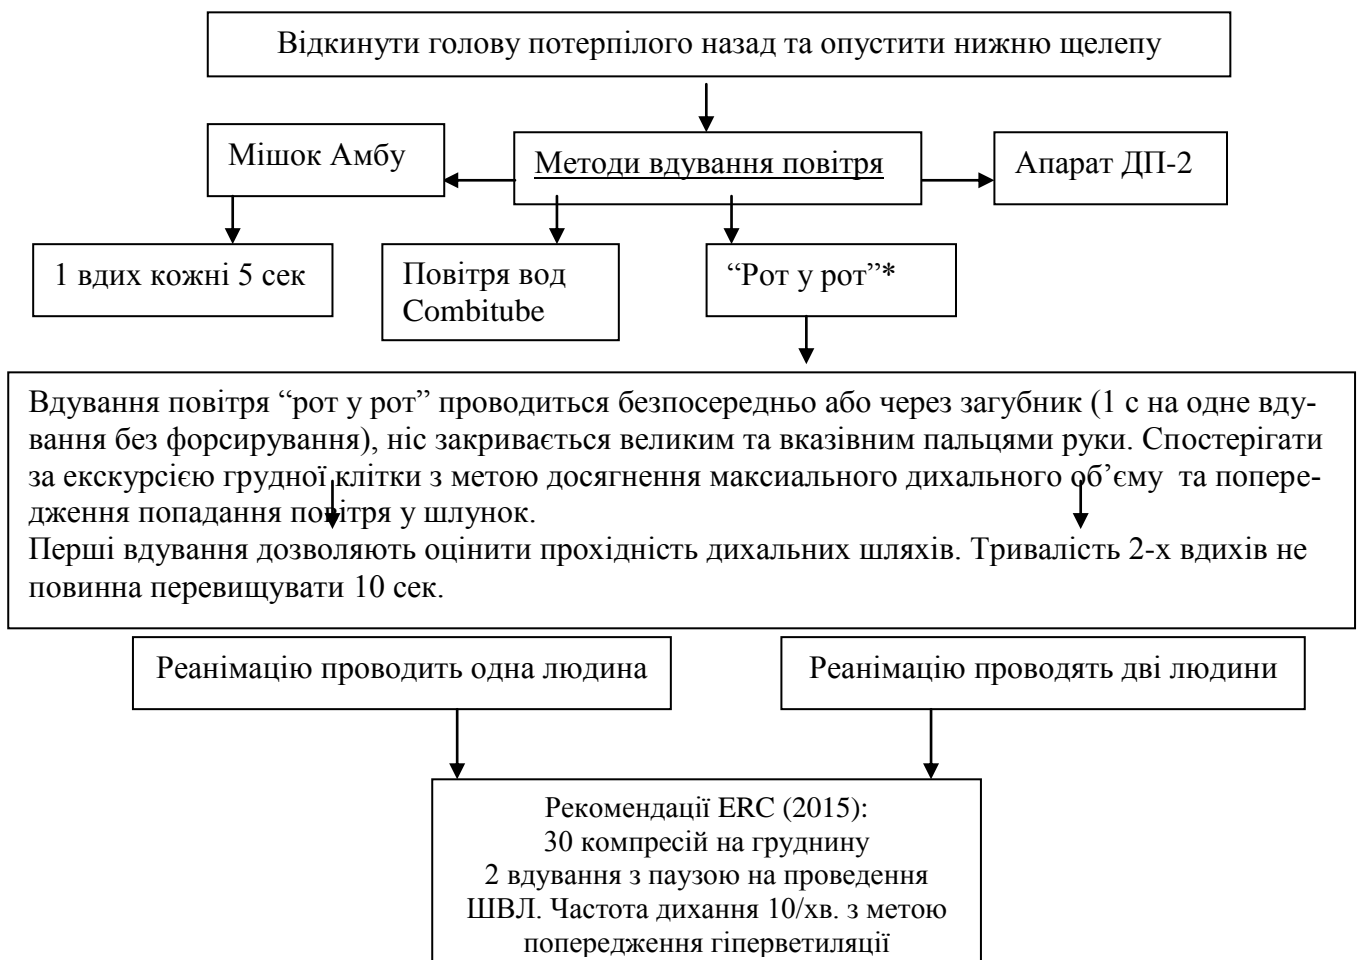 Відкинути голову потерпілого назад та опустити нижню щелепу
Мішок Амбу
Методи вдування повітря
Апарат ДП-2
1 вдих кожні 5 сек
Повітря вод
Combitube
“Рот у рот”*
Вдування повітря “рот у рот” проводиться безпосередньо або через загубник (1 с на одне вду-
вання без форсирування), ніс закривається великим та вказівним пальцями руки. Спостерігати
за екскурсією грудної клітки з метою досягнення максиального дихального об’єму та попере-
дження попадання повітря у шлунок.
Перші вдування дозволяють оцінити прохідність дихальних шляхів. Тривалість 2-х вдихів не
повинна перевищувати 10 сек.
Реанімацію проводить одна людина
Реанімацію проводять дві людини
Рекомендації ERC (2015):
30 компресій на груднину
2 вдування з паузою на проведення
ШВЛ. Частота дихання 10/хв. з метою
попередження гіперветиляції